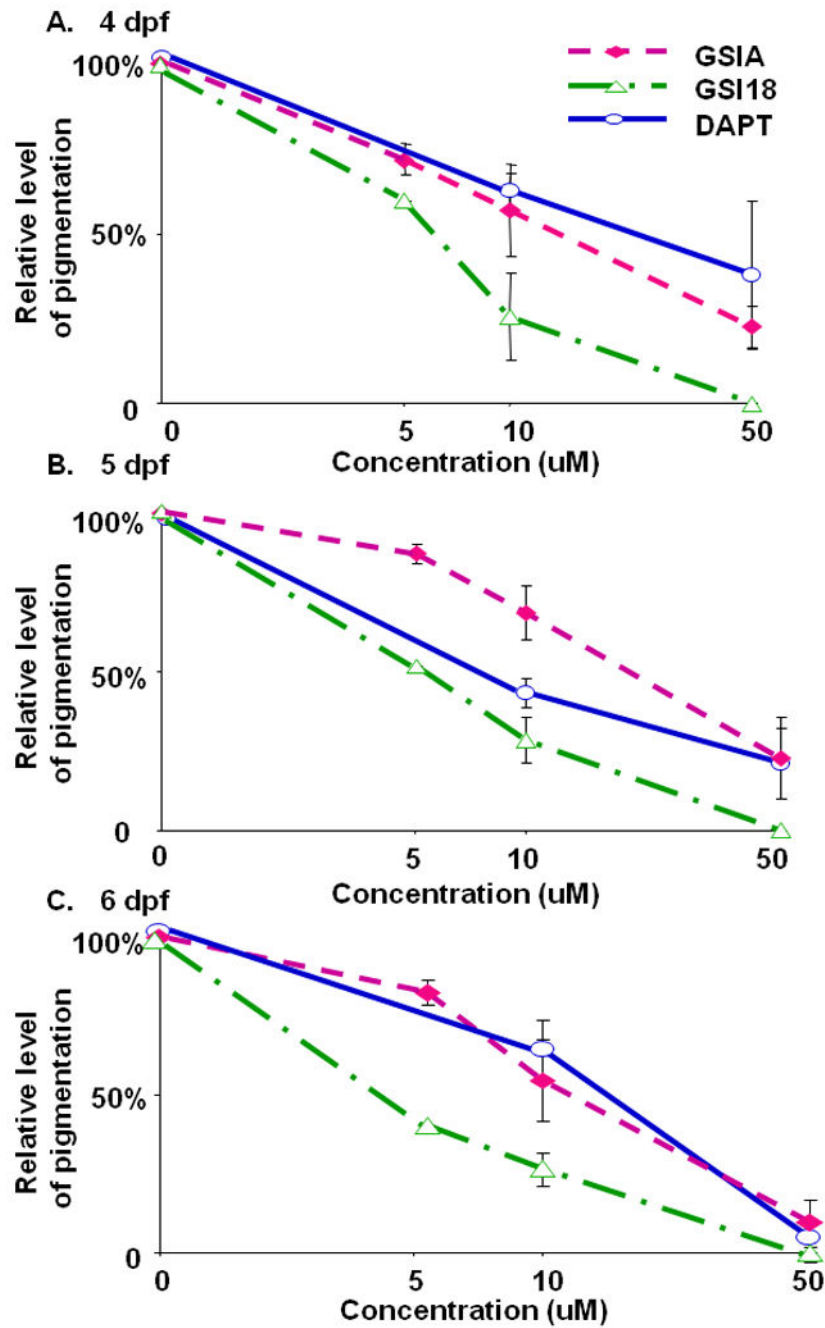 A. 4 dpf
100%
50%
0
Relative level
of pigmentation
GSIA
GSI18
DAPT
0 5 10 50
Concentration (uM)
B. 5 dpf
100%
50%
0
Relative level
of pigmentation
0 5 10 50
Concentration (uM)
C. 6 dpf
100%
50%
0
Relative level
of pigmentation
0 5 10 50
Concentration (uM)